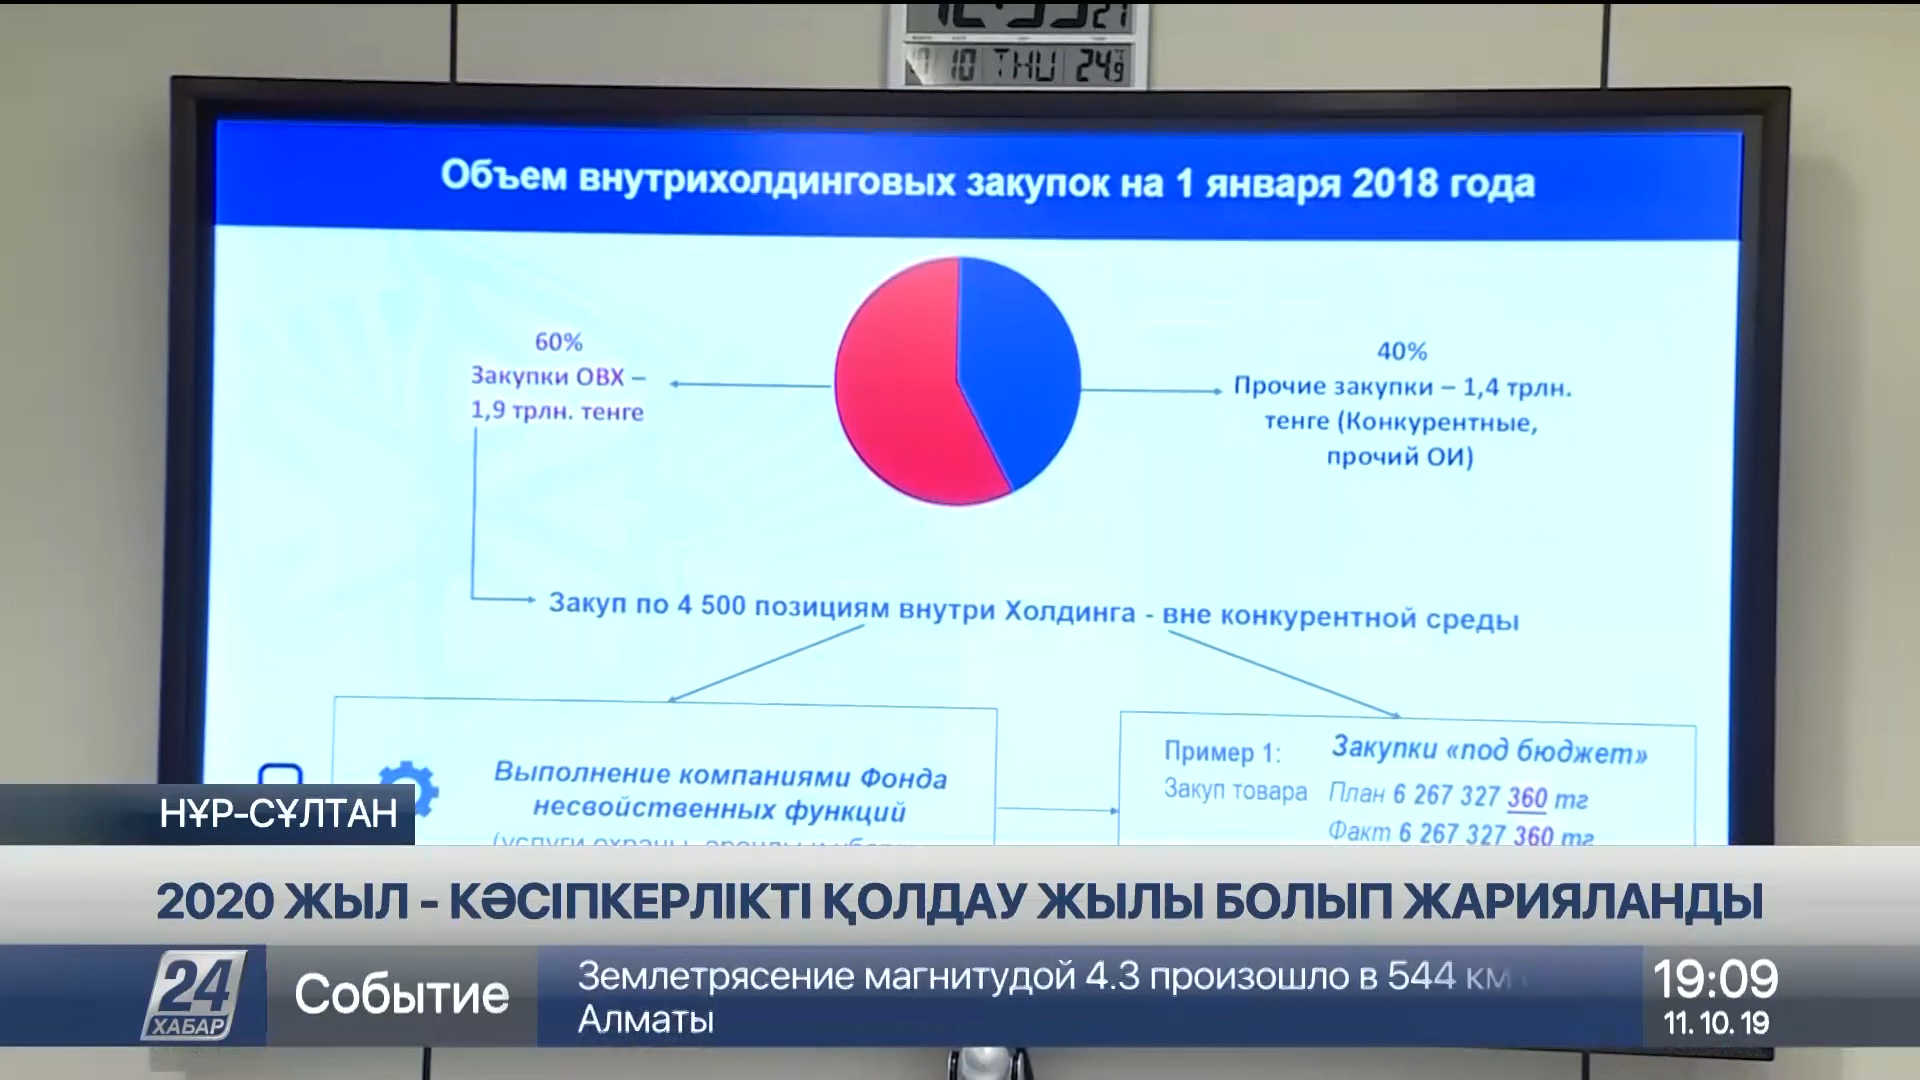 10 THU 24.9
Объем внутрихолдинговых закупок на 1 января 2018 года
60%
Закупки ОВХ –
1,9 трлн. тенге
40%
Прочие закупки – 1,4 трлн.
тенге (Конкурентные,
прочий ОИ)
Закуп по 4 500 позициям внутри Холдинга - вне конкурентной среды
Выполнение компаниями Фонда
несвойственных функций
(услуги охраны, аренды и
Пример 1: Закупки «под бюджет»
Закуп товара План 6 267 327 360 тг
Факт 6 267 327 360 тг
НҰР-СҰЛТАН
2020 ЖЫЛ - КӘСІПКЕРЛІКТІ ҚОЛДАУ ЖЫЛЫ БОЛЫП ЖАРИЯЛАНДЫ
24
ХАБАР
Событие
Землетрясение магнитудой 4.3 произошло в 544 км
Алматы
19:09
11. 10. 19